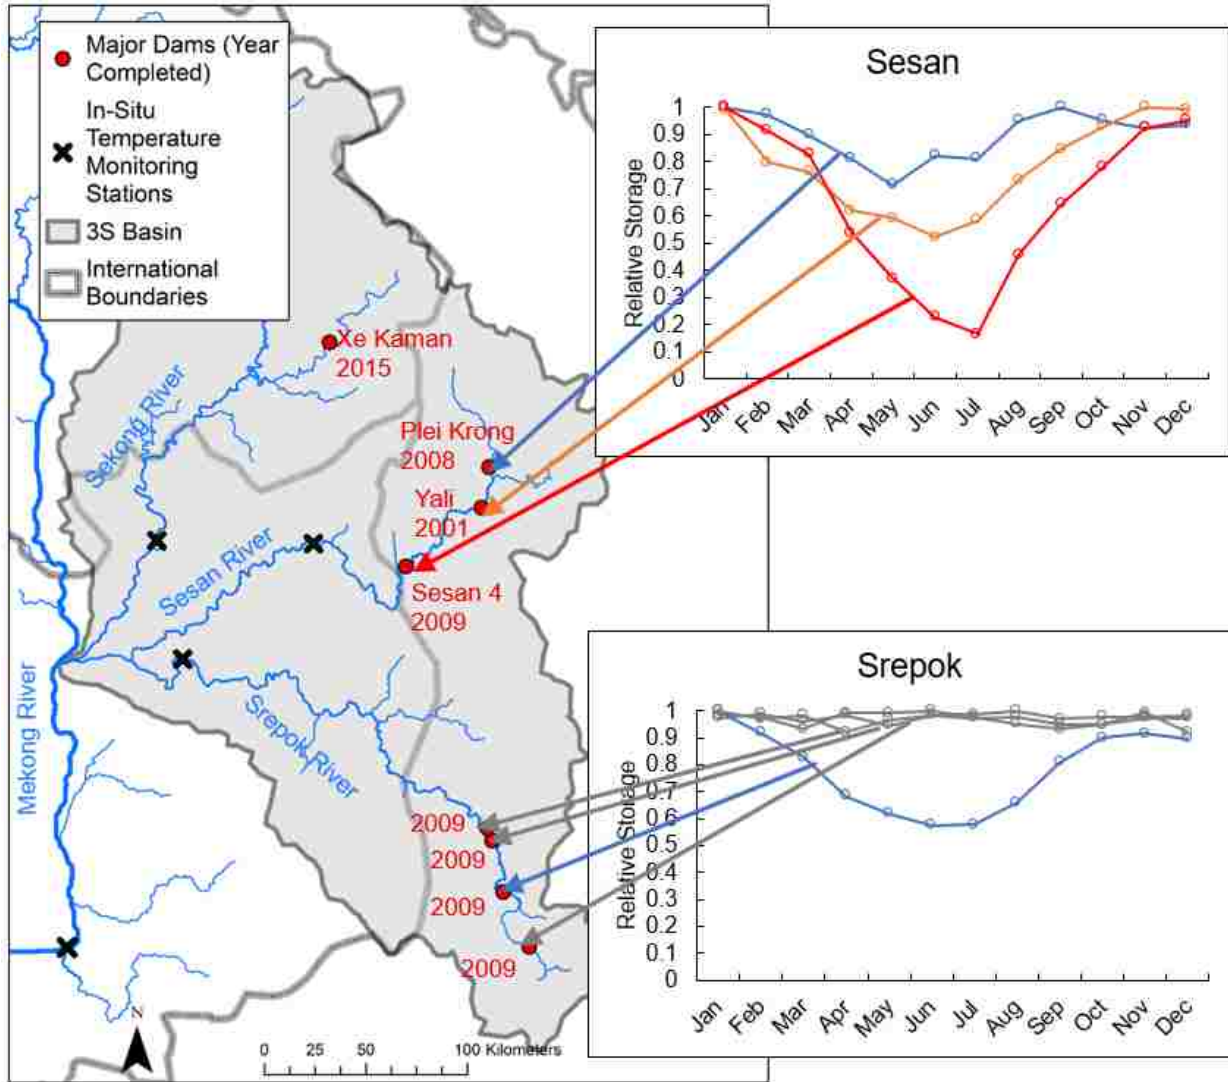 Major Dams (Year
Completed)
In-Situ
Temperature
Monitoring
Stations
3S Basin
International
Boundaries
Xe Kaman
2015
Sekong River
Plei Krong
2008
Yali
2001
Sesan River
Sesan 4
2009
Mekong River
Srepok River
2009
2009
2009
2009
N
0 25 50 100 Kilometers
Sesan
Relative Storage
1
0.9
0.8
0.7
0.6
0.5
0.4
0.3
0.2
0.1
0
Jan Feb Mar Apr May Jun Jul Aug Sep Oct Nov Dec
Srepok
Relative Storage
1
0.9
0.8
0.7
0.6
0.5
0.4
0.3
0.2
0.1
0
Jan Feb Mar Apr May Jun Jul Aug Sep Oct Nov Dec